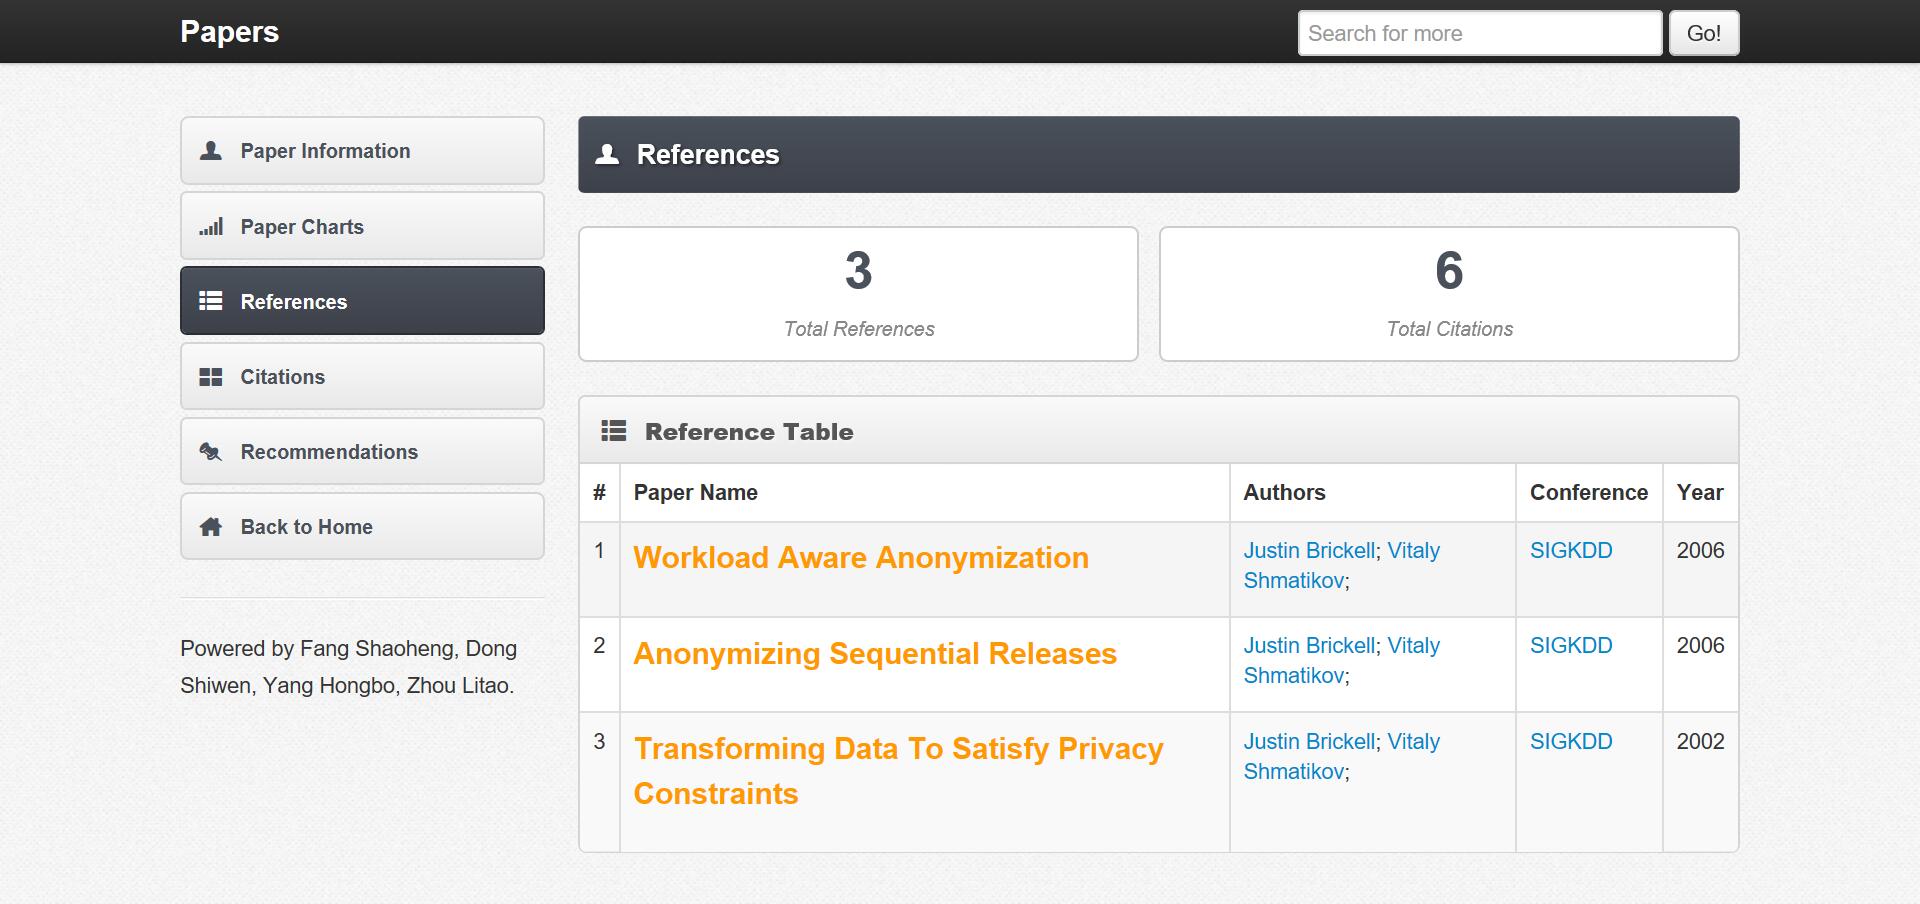 Papers
Search for more
Go!
Paper Information
Paper Charts
References
Citations
Recommendations
Back to Home
Powered by Fang Shaoheng, Dong
Shiwen, Yang Hongbo, Zhou Litao.
References
3
Total References
6
Total Citations
Reference Table
# Paper Name Authors Conference Year
1 Workload Aware Anonymization Justin Brickell; Vitaly SIGKDD 2006
Shmatikov;
2 Anonymizing Sequential Releases Justin Brickell; Vitaly SIGKDD 2006
Shmatikov;
3 Transforming Data To Satisfy Privacy Justin Brickell; Vitaly SIGKDD 2002
Constraints Shmatikov;